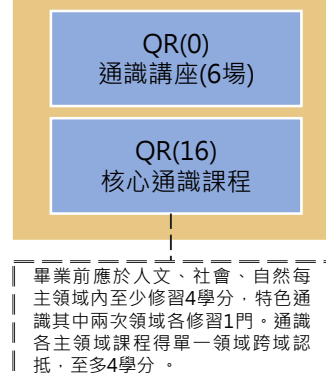 QR(0)
通識講座(6場)
QR(16)
核心通識課程
畢業前應於人文、社會、自然每
主領域內至少修習4學分，特色通
識其中兩次領域各修習1門。通識
各主領域課程得單一領域跨域認
抵，至多4學分 。